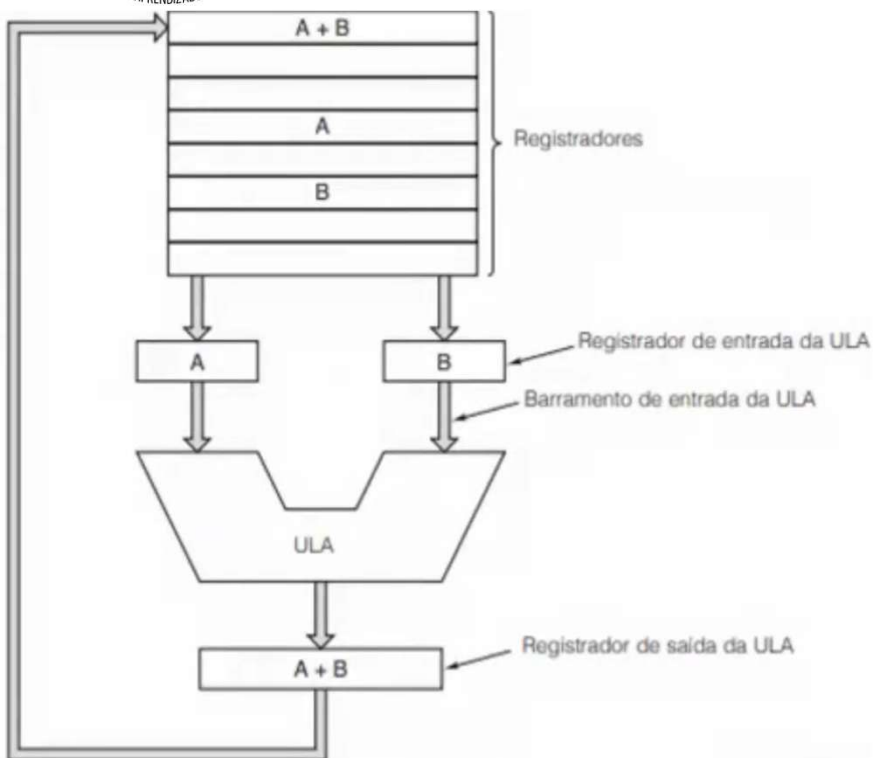 A + B
A
Registradores
B
A
B
Registrador de entrada da ULA
Barramento de entrada da ULA
ULA
A + B
Registrador de saída da ULA